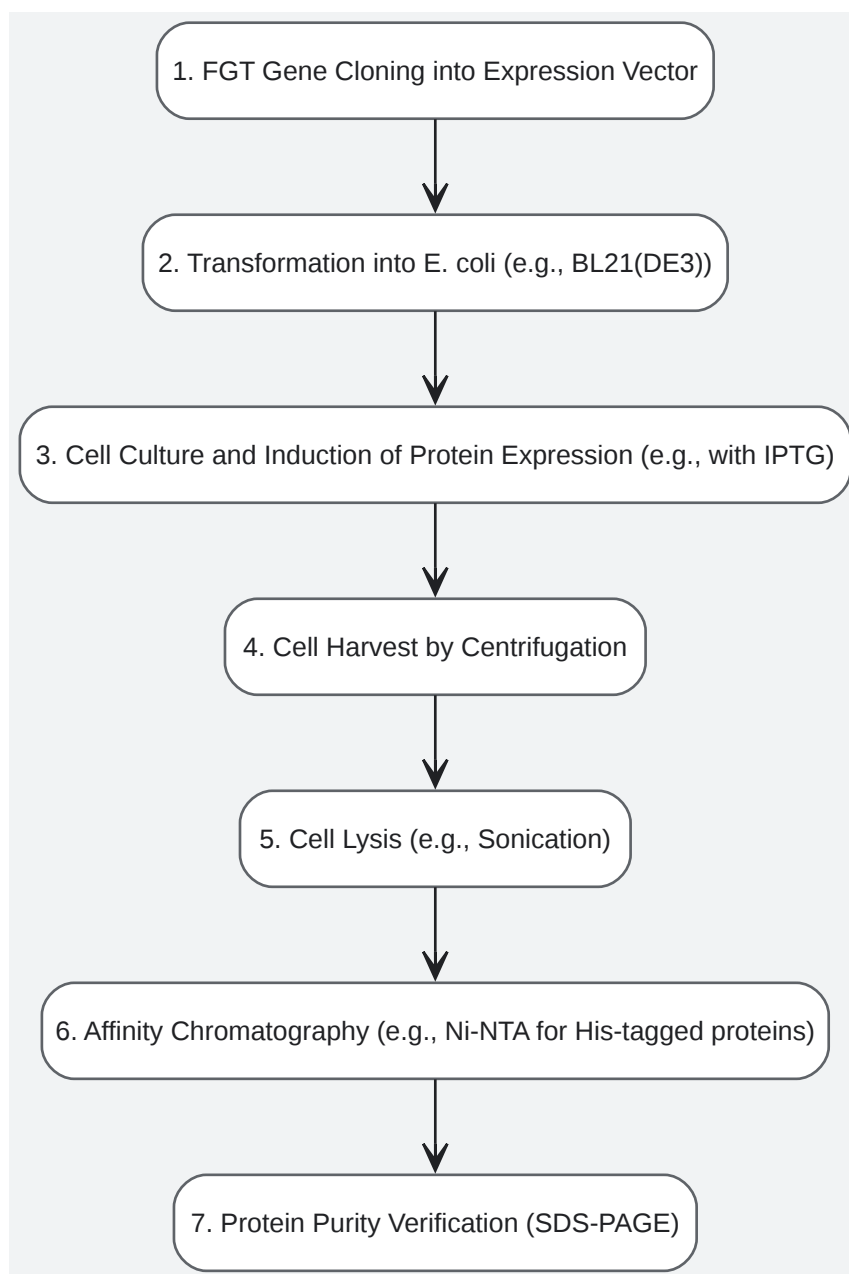 1. FGT Gene Cloning into Expression Vector
2. Transformation into E. coli (e.g., BL21(DE3))
3. Cell Culture and Induction of Protein Expression (e.g., with IPTG)
4. Cell Harvest by Centrifugation
5. Cell Lysis (e.g., Sonication)
6. Affinity Chromatography (e.g., Ni-NTA for His-tagged proteins)
7. Protein Purity Verification (SDS-PAGE)